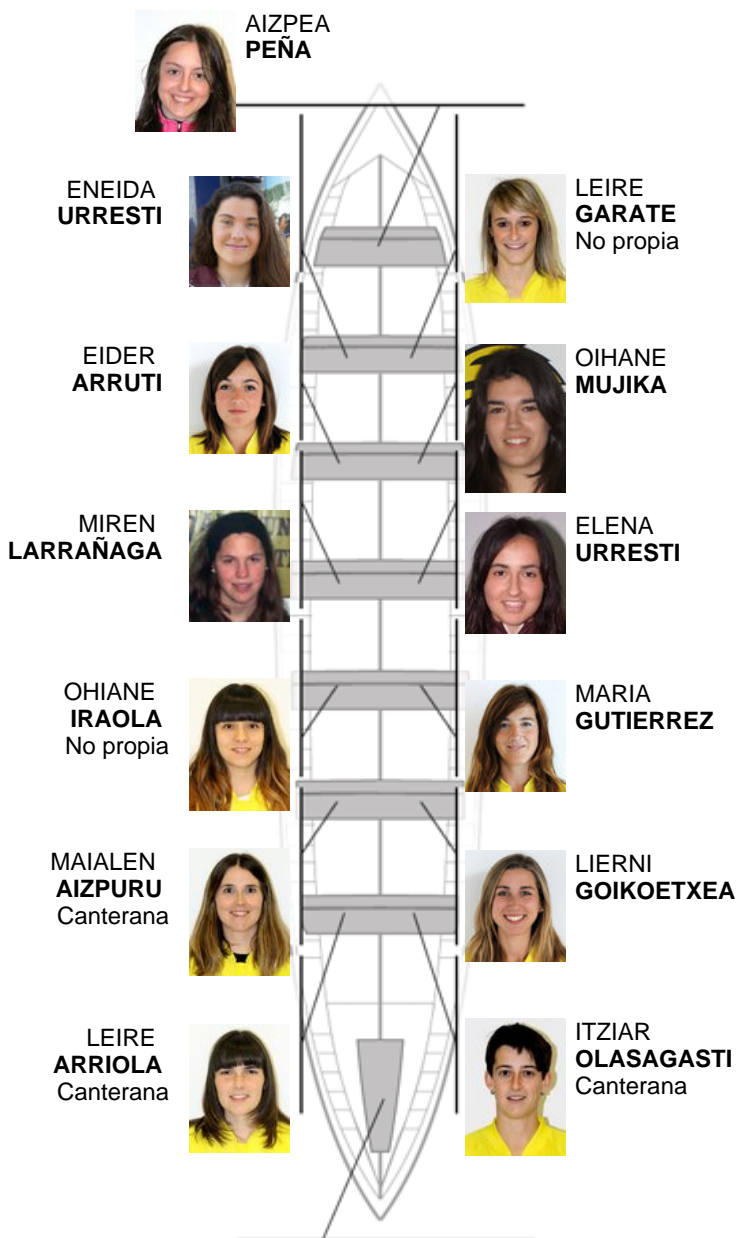 AIZPEA
PEÑA
ENEIDA
URRESTI
LEIRE
GARATE
No propia
EIDER
ARRUTI
OIHANE
MUJIKA
MIREN
LARRAÑAGA
ELENA
URRESTI
OHIANE
IRAOLA
No propia
MARIA
GUTIERREZ
MAIALEN
AIZPURU
Canterana
LIERNI
GOIKOETXEA
LEIRE
ARRIOLA
Canterana
ITZIAR
OLASAGASTI
Canterana